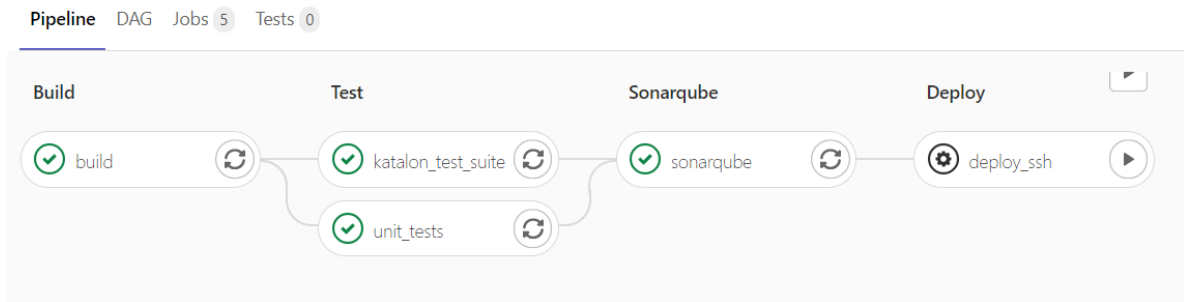 Pipeline DAG Jobs 5 Tests 0
Build Test Sonarqube Deploy
build katalon_test_suite sonarqube deploy_ssh
unit_tests